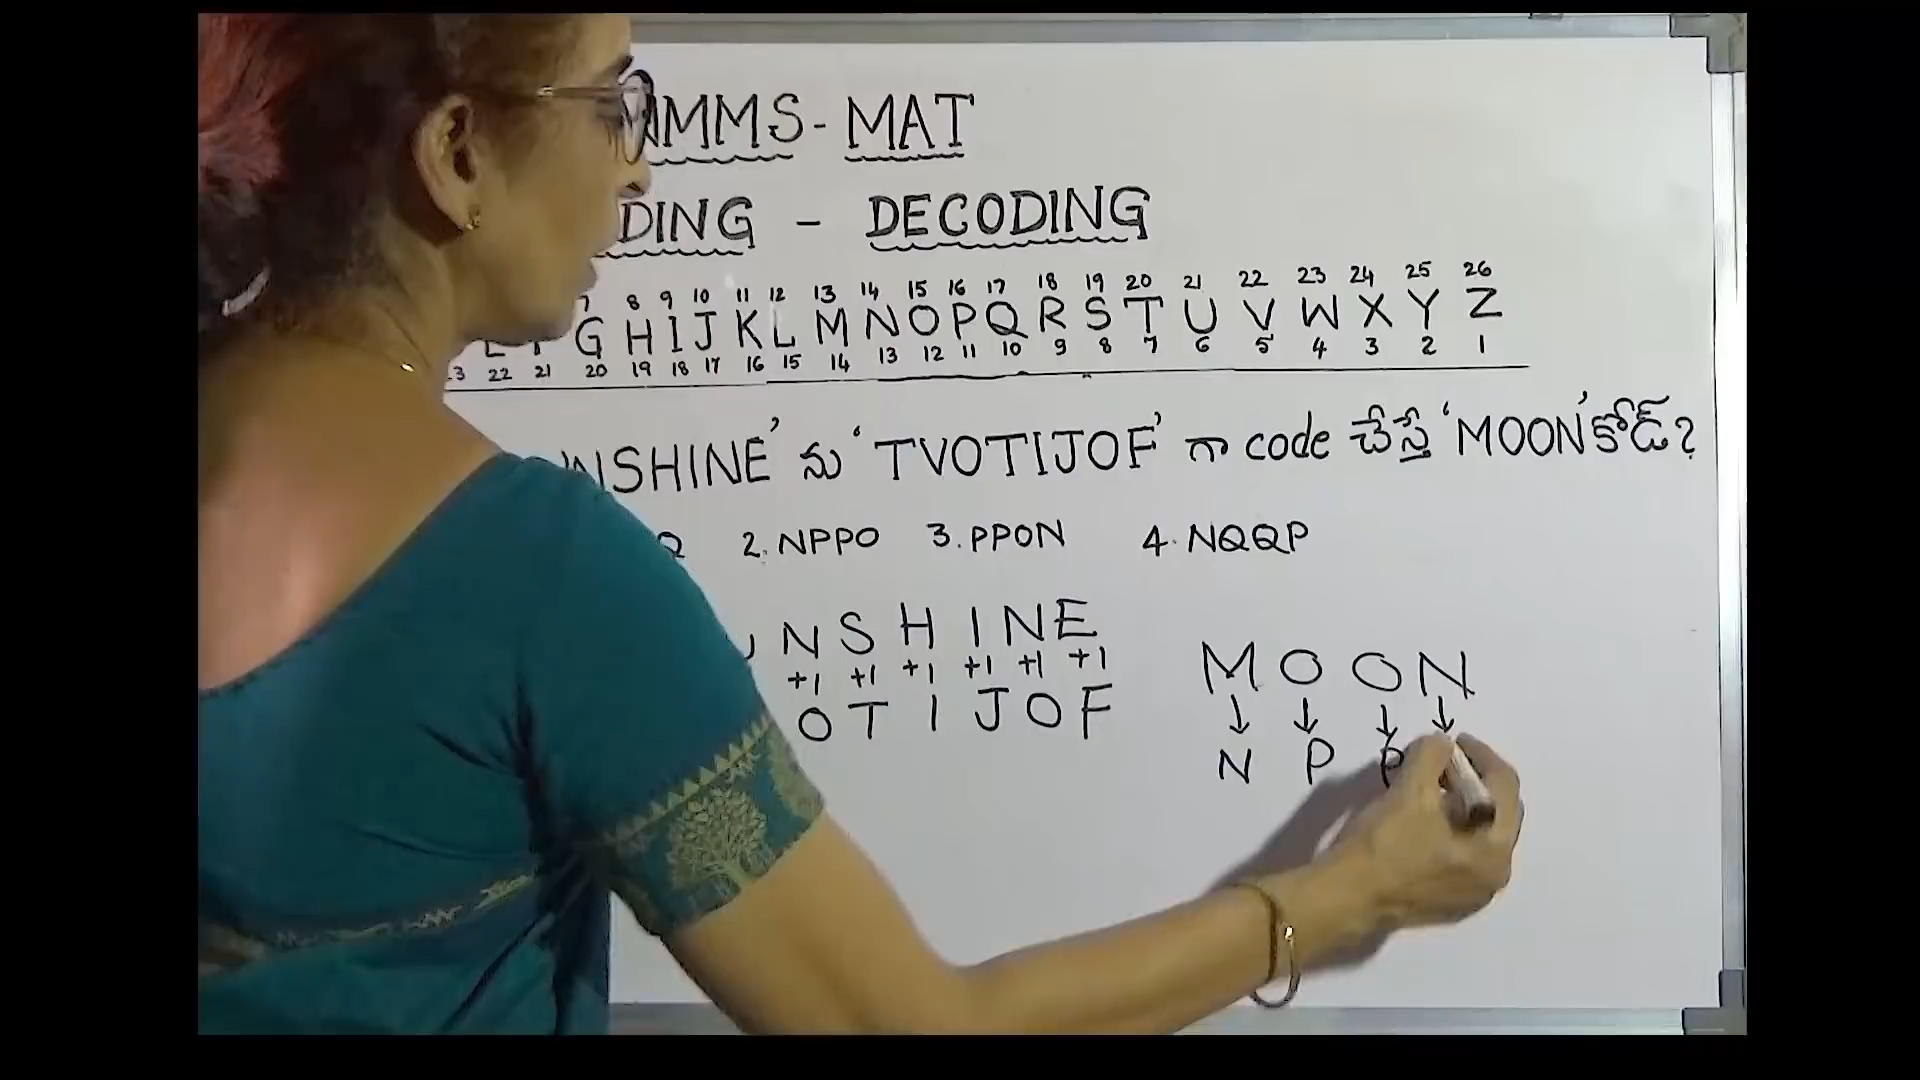 MMS - MAT
DING - DECODING
7 8 9 10 11 12 13 14 15 16 17 18 19 20 21 22 23 24 25 26
G H I J K L M N O P Q R S T U V W X Y Z
22 21 20 19 18 17 16 15 14 13 12 11 10 9 8 7 6 5 4 3 2 1
NSHINE' ను 'TVOTIJOF' గా code చేస్తే 'MOON' కోడ్?
2. NPPO 3. PPON 4. NQQP
N S H I N E
+1 +1 +1 +1 +1 +1
O T I J O F
M O O N
↓ ↓ ↓ ↓
N P P